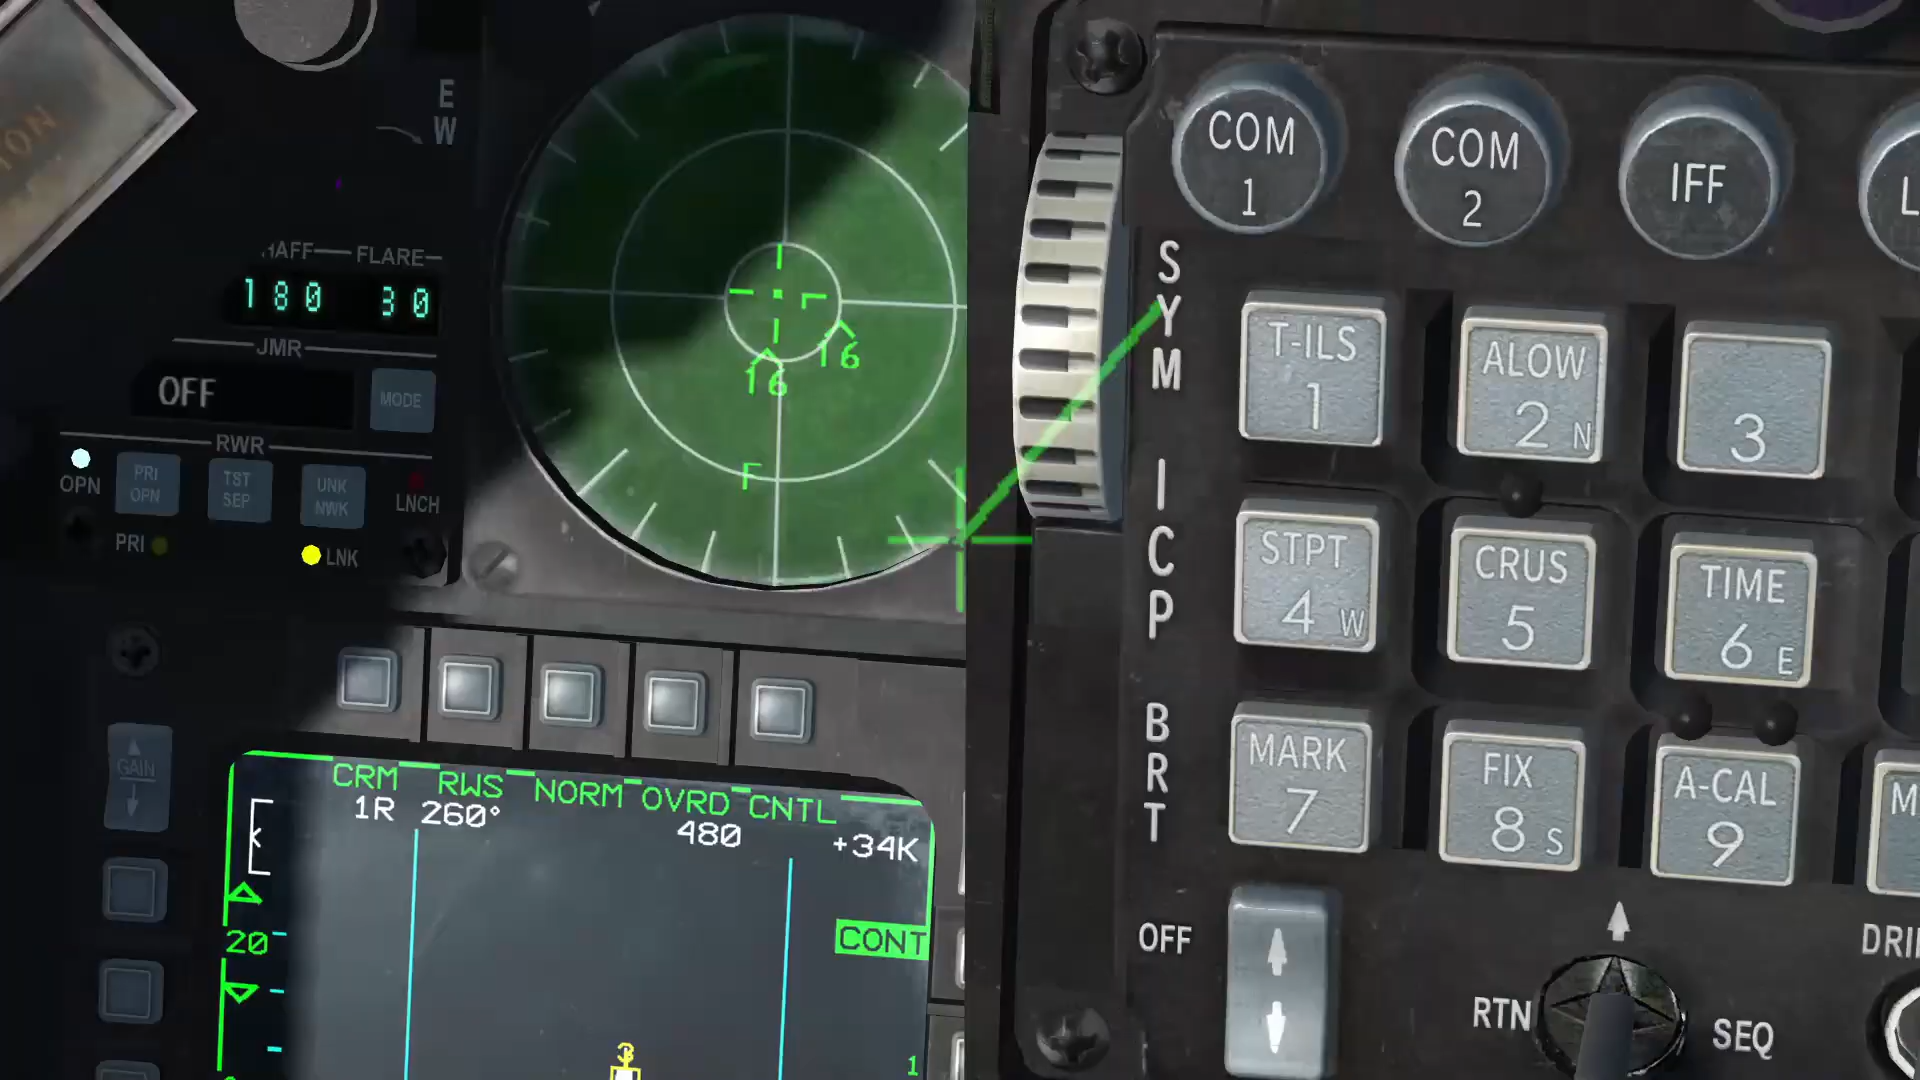 E
W
FLARE
180 30
JMR
OFF
MODE
RWR
OPN
PRI
OPN
TST
SEP
UNK
NWK
LNCH
PRI
LNK
16
16
F
GAIN
CRM RWS NORM OVRD CNTL
1R 260° 480 +34K
20
CONT
3
1
COM
1
COM
2
IFF
SYM
ICP
BRT
T-ILS
1
ALOW
2 N
3
STPT
4 W
CRUS
5
TIME
6 E
MARK
7
FIX
8 S
A-CAL
9
OFF
RTN
SEQ